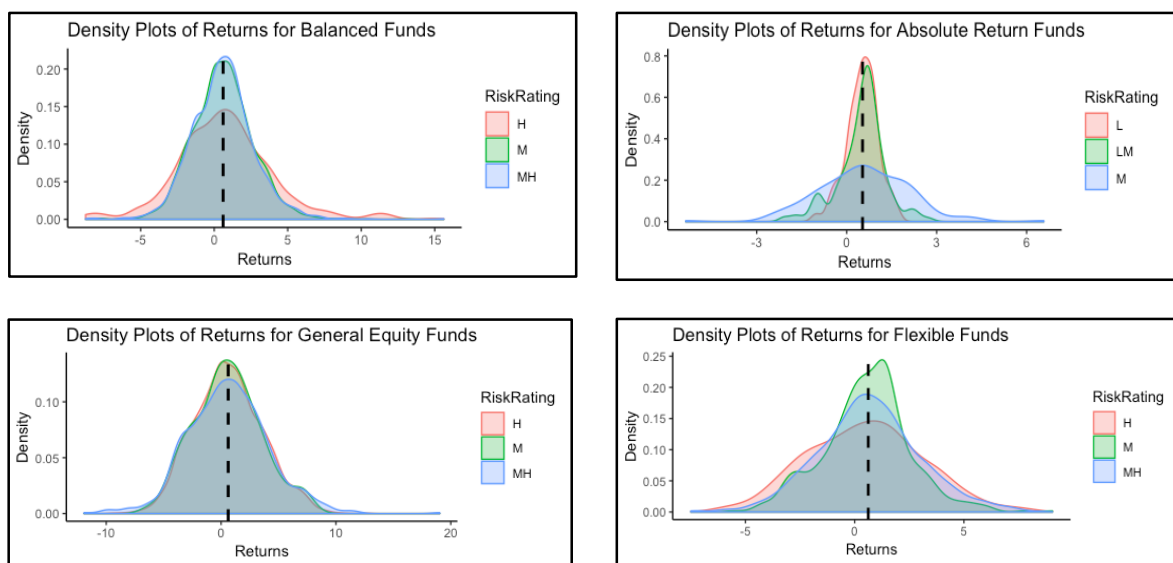 Density Plots of Returns for Balanced Funds
0.20
0.15
0.10
0.05
0.00
Density
-5
0
5
10
15
Returns
RiskRating
H
M
MH
Density Plots of Returns for Absolute Return Funds
0.8
0.6
0.4
0.2
0.0
Density
-3
0
3
6
Returns
RiskRating
L
LM
M
Density Plots of Returns for General Equity Funds
0.10
0.05
0.00
Density
-10
0
10
20
Returns
RiskRating
H
M
MH
Density Plots of Returns for Flexible Funds
0.25
0.20
0.15
0.10
0.05
0.00
Density
-5
0
5
Returns
RiskRating
H
M
MH